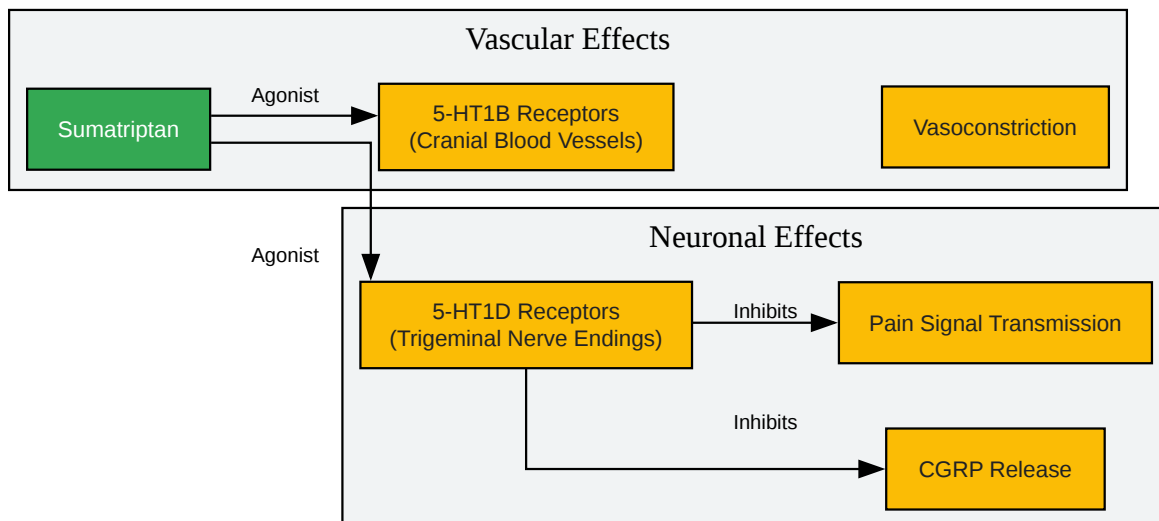 Vascular Effects
Sumatriptan
Agonist
5-HT1B Receptors
(Cranial Blood Vessels)
Vasoconstriction
Agonist
Neuronal Effects
5-HT1D Receptors
(Trigeminal Nerve Endings)
Inhibits
Pain Signal Transmission
Inhibits
CGRP Release